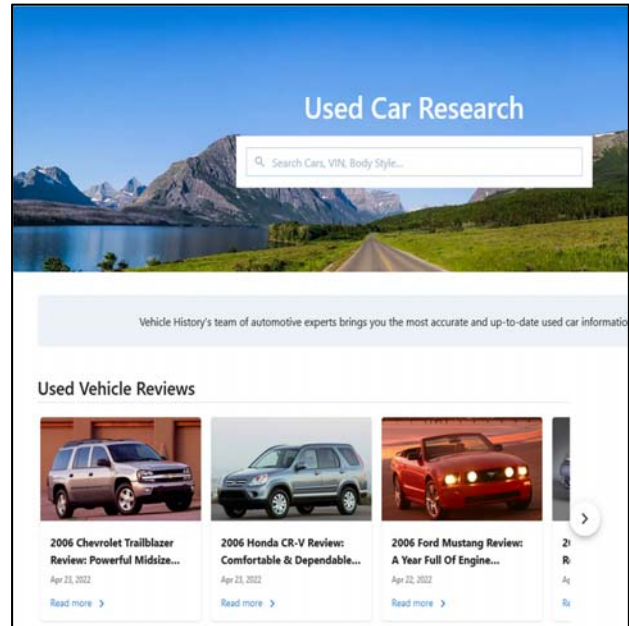 Used Car Research
Search Cars, VIN, Body Style...
Vehicle History's team of automotive experts brings you the most accurate and up-to-date used car
Used Vehicle Reviews
2006 Chevrolet Trailblazer
Review: Powerful Midsize...
Apr 23, 2022
Read more
2006 Honda CR-V Review:
Comfortable & Dependable...
Apr 23, 2022
Read more
2006 Ford Mustang Review:
A Year Full Of Engine...
Apr 22, 2022
Read more